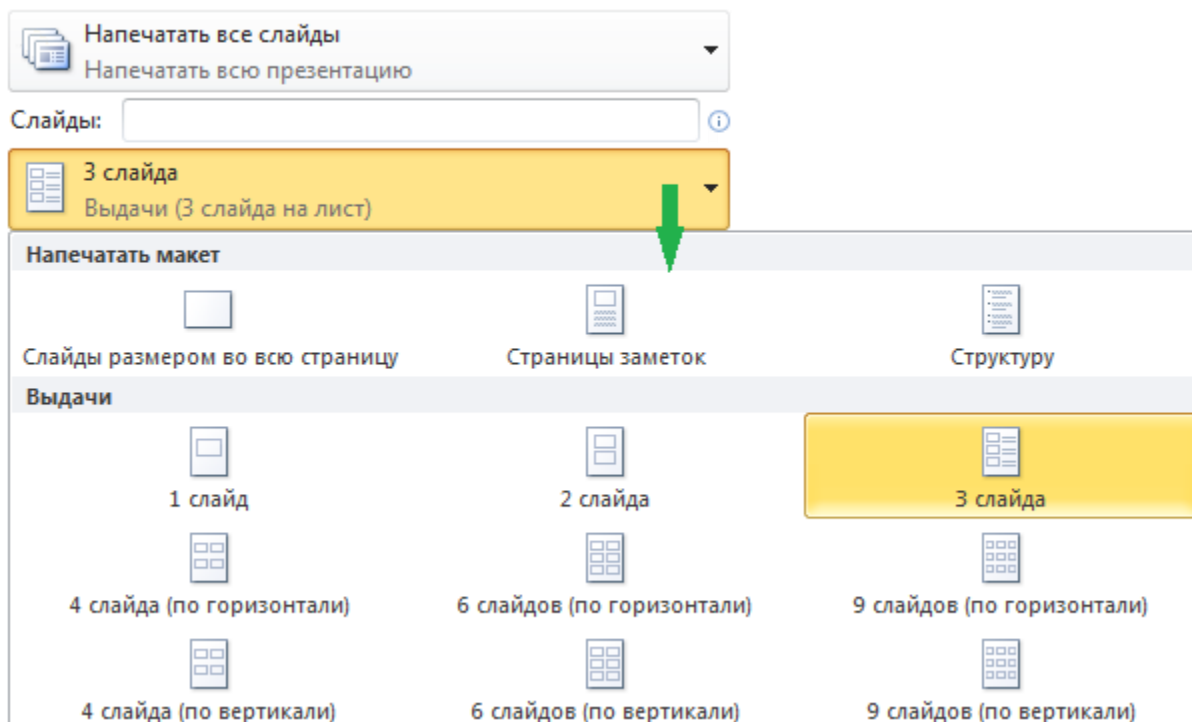 Напечатать все слайды
Напечатать всю презентацию
Слайды:
3 слайда
Выдачи (3 слайда на лист)
Напечатать макет
Слайды размером во всю страницу Страницы заметок Структуру
Выдачи
1 слайд 2 слайда 3 слайда
4 слайда (по горизонтали) 6 слайдов (по горизонтали) 9 слайдов (по горизонтали)
4 слайда (по вертикали) 6 слайдов (по вертикали) 9 слайдов (по вертикали)